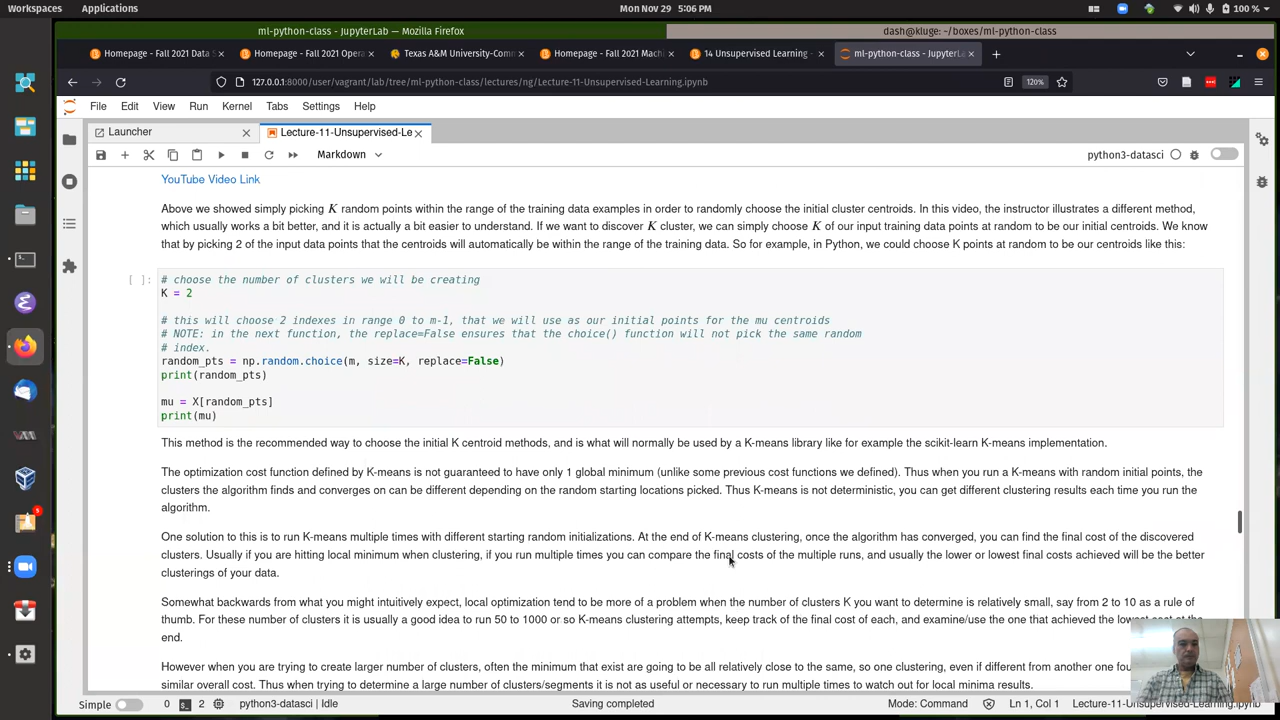 Workspaces
Applications
Mon Nov 29 5:06 PM
100 %
ml-python-class - JupyterLab — Mozilla Firefox
dash@kluge: ~/boxes/ml-python-class
Homepage - Fall 2021 Data S
Homepage - Fall 2021 Opera
Texas A&M University-Comm
Homepage - Fall 2021 Machi
14 Unsupervised Learning -
ml-python-class - JupyterLab
127.0.0.1:8000/user/vagrant/lab/tree/ml-python-class/lectures/ng/Lecture-11-Unsupervised-Learning.ipynb
120%
File Edit View Run Kernel Tabs Settings Help
Launcher
Lecture-11-Unsupervised-Le
Markdown
python3-datasci
YouTube Video Link
Above we showed simply picking K random points within the range of the training data examples in order to randomly choose the initial cluster centroids. In this video, the instructor illustrates a different method,
which usually works a bit better, and it is actually a bit easier to understand. If we want to discover K cluster, we can simply choose K of our input training data points at random to be our initial centroids. We know
that by picking 2 of the input data points that the centroids will automatically be within the range of the training data. So for example, in Python, we could choose K points at random to be our centroids like this:
[ ]:
# choose the number of clusters we will be creating
K = 2
# this will choose 2 indexes in range 0 to m-1, that we will use as our initial points for the mu centroids
# NOTE: in the next function, the replace=False ensures that the choice() function will not pick the same random
# index.
random_pts = np.random.choice(m, size=K, replace=False)
print(random_pts)
mu = X[random_pts]
print(mu)
This method is the recommended way to choose the initial K centroid methods, and is what will normally be used by a K-means library like for example the scikit-learn K-means implementation.
The optimization cost function defined by K-means is not guaranteed to have only 1 global minimum (unlike some previous cost functions we defined). Thus when you run a K-means with random initial points, the
clusters the algorithm finds and converges on can be different depending on the random starting locations picked. Thus K-means is not deterministic, you can get different clustering results each time you run the
algorithm.
One solution to this is to run K-means multiple times with different starting random initializations. At the end of K-means clustering, once the algorithm has converged, you can find the final cost of the discovered
clusters. Usually if you are hitting local minimum when clustering, if you run multiple times you can compare the final costs of the multiple runs, and usually the lower or lowest final costs achieved will be the better
clusterings of your data.
Somewhat backwards from what you might intuitively expect, local optimization tend to be more of a problem when the number of clusters K you want to determine is relatively small, say from 2 to 10 as a rule of
thumb. For these number of clusters it is usually a good idea to run 50 to 1000 or so K-means clustering attempts, keep track of the final cost of each, and examine/use the one that achieved the lowest cost at the
end.
However when you are trying to create larger number of clusters, often the minimum that exist are going to be all relatively close to the same, so one clustering, even if different from another one
similar overall cost. Thus when trying to determine a large number of clusters/segments it is not as useful or necessary to run multiple times to watch out for local minima results.
Simple
0
2
python3-datasci | Idle
Saving completed
Mode: Command
Ln 1, Col 1
Lecture-11-Unsupervised-Learning.ipynb